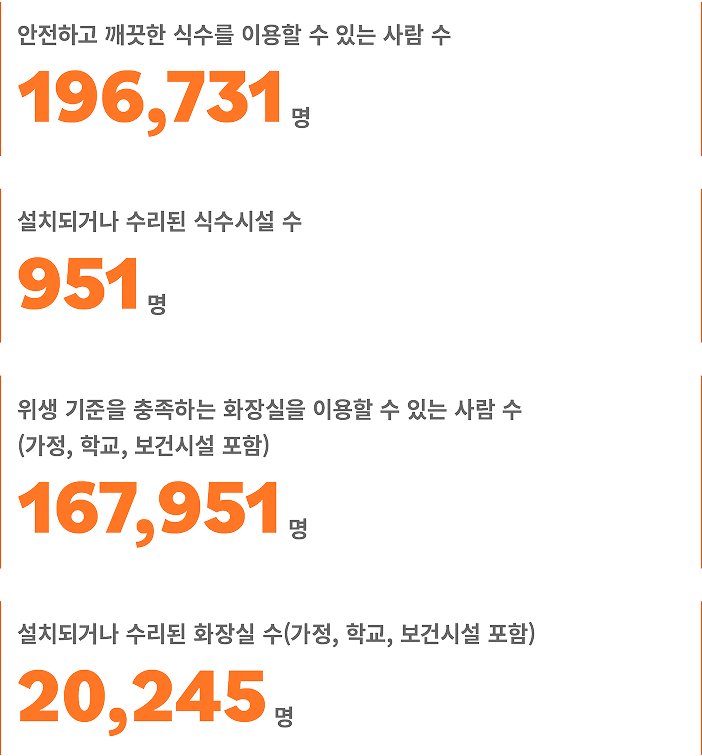 안전하고 깨끗한 식수를 이용할 수 있는 사람 수
196,731 명
설치되거나 수리된 식수시설 수
951 명
위생 기준을 충족하는 화장실을 이용할 수 있는 사람 수
(가정, 학교, 보건시설 포함)
167,951 명
설치되거나 수리된 화장실 수(가정, 학교, 보건시설 포함)
20,245 명